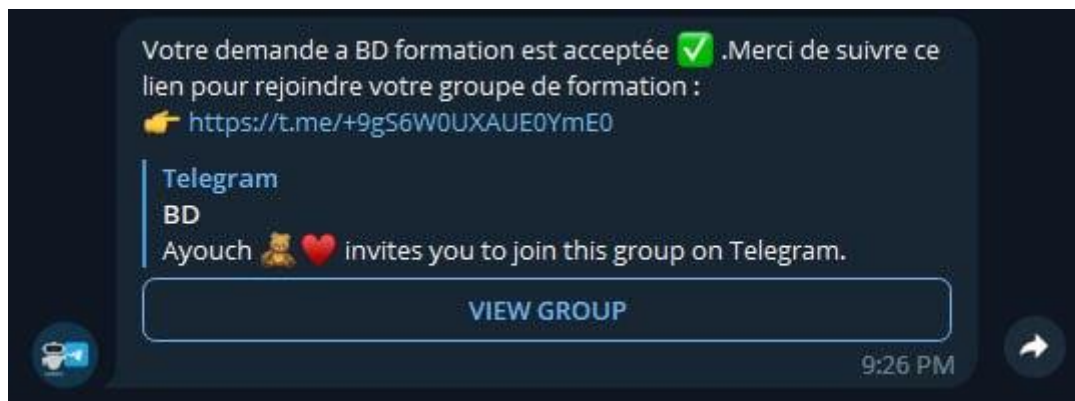 Votre demande a BD formation est acceptée ✅ .Merci de suivre ce
lien pour rejoindre votre groupe de formation :
👉 https://t.me/+9gS6W0UXAUE0YmE0
Telegram
BD
Ayouch 🧸❤️ invites you to join this group on Telegram.
VIEW GROUP
9:26 PM